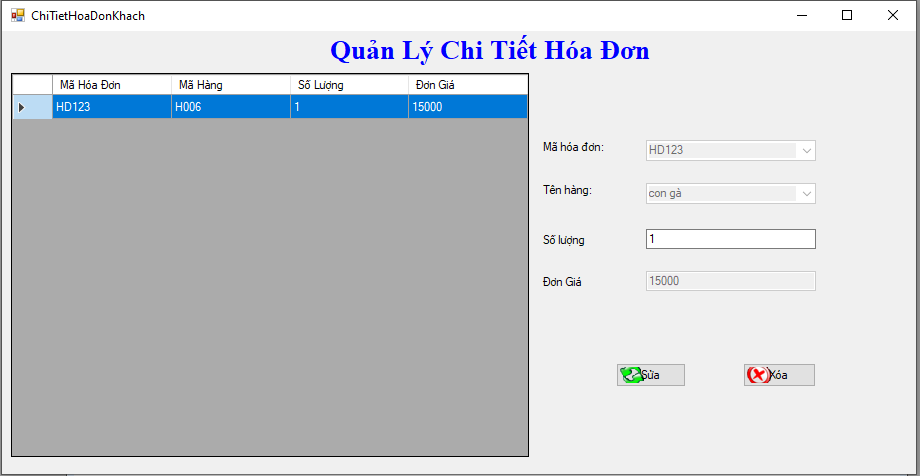 ChiTietHoaDonKhach
Quản Lý Chi Tiết Hóa Đơn
Mã Hóa Đơn Mã Hàng Số Lượng Đơn Giá
HD123 H006 1 15000
Mã hóa đơn: HD123
Tên hàng: con gà
Số lượng 1
Đơn Giá 15000
Sửa Xóa